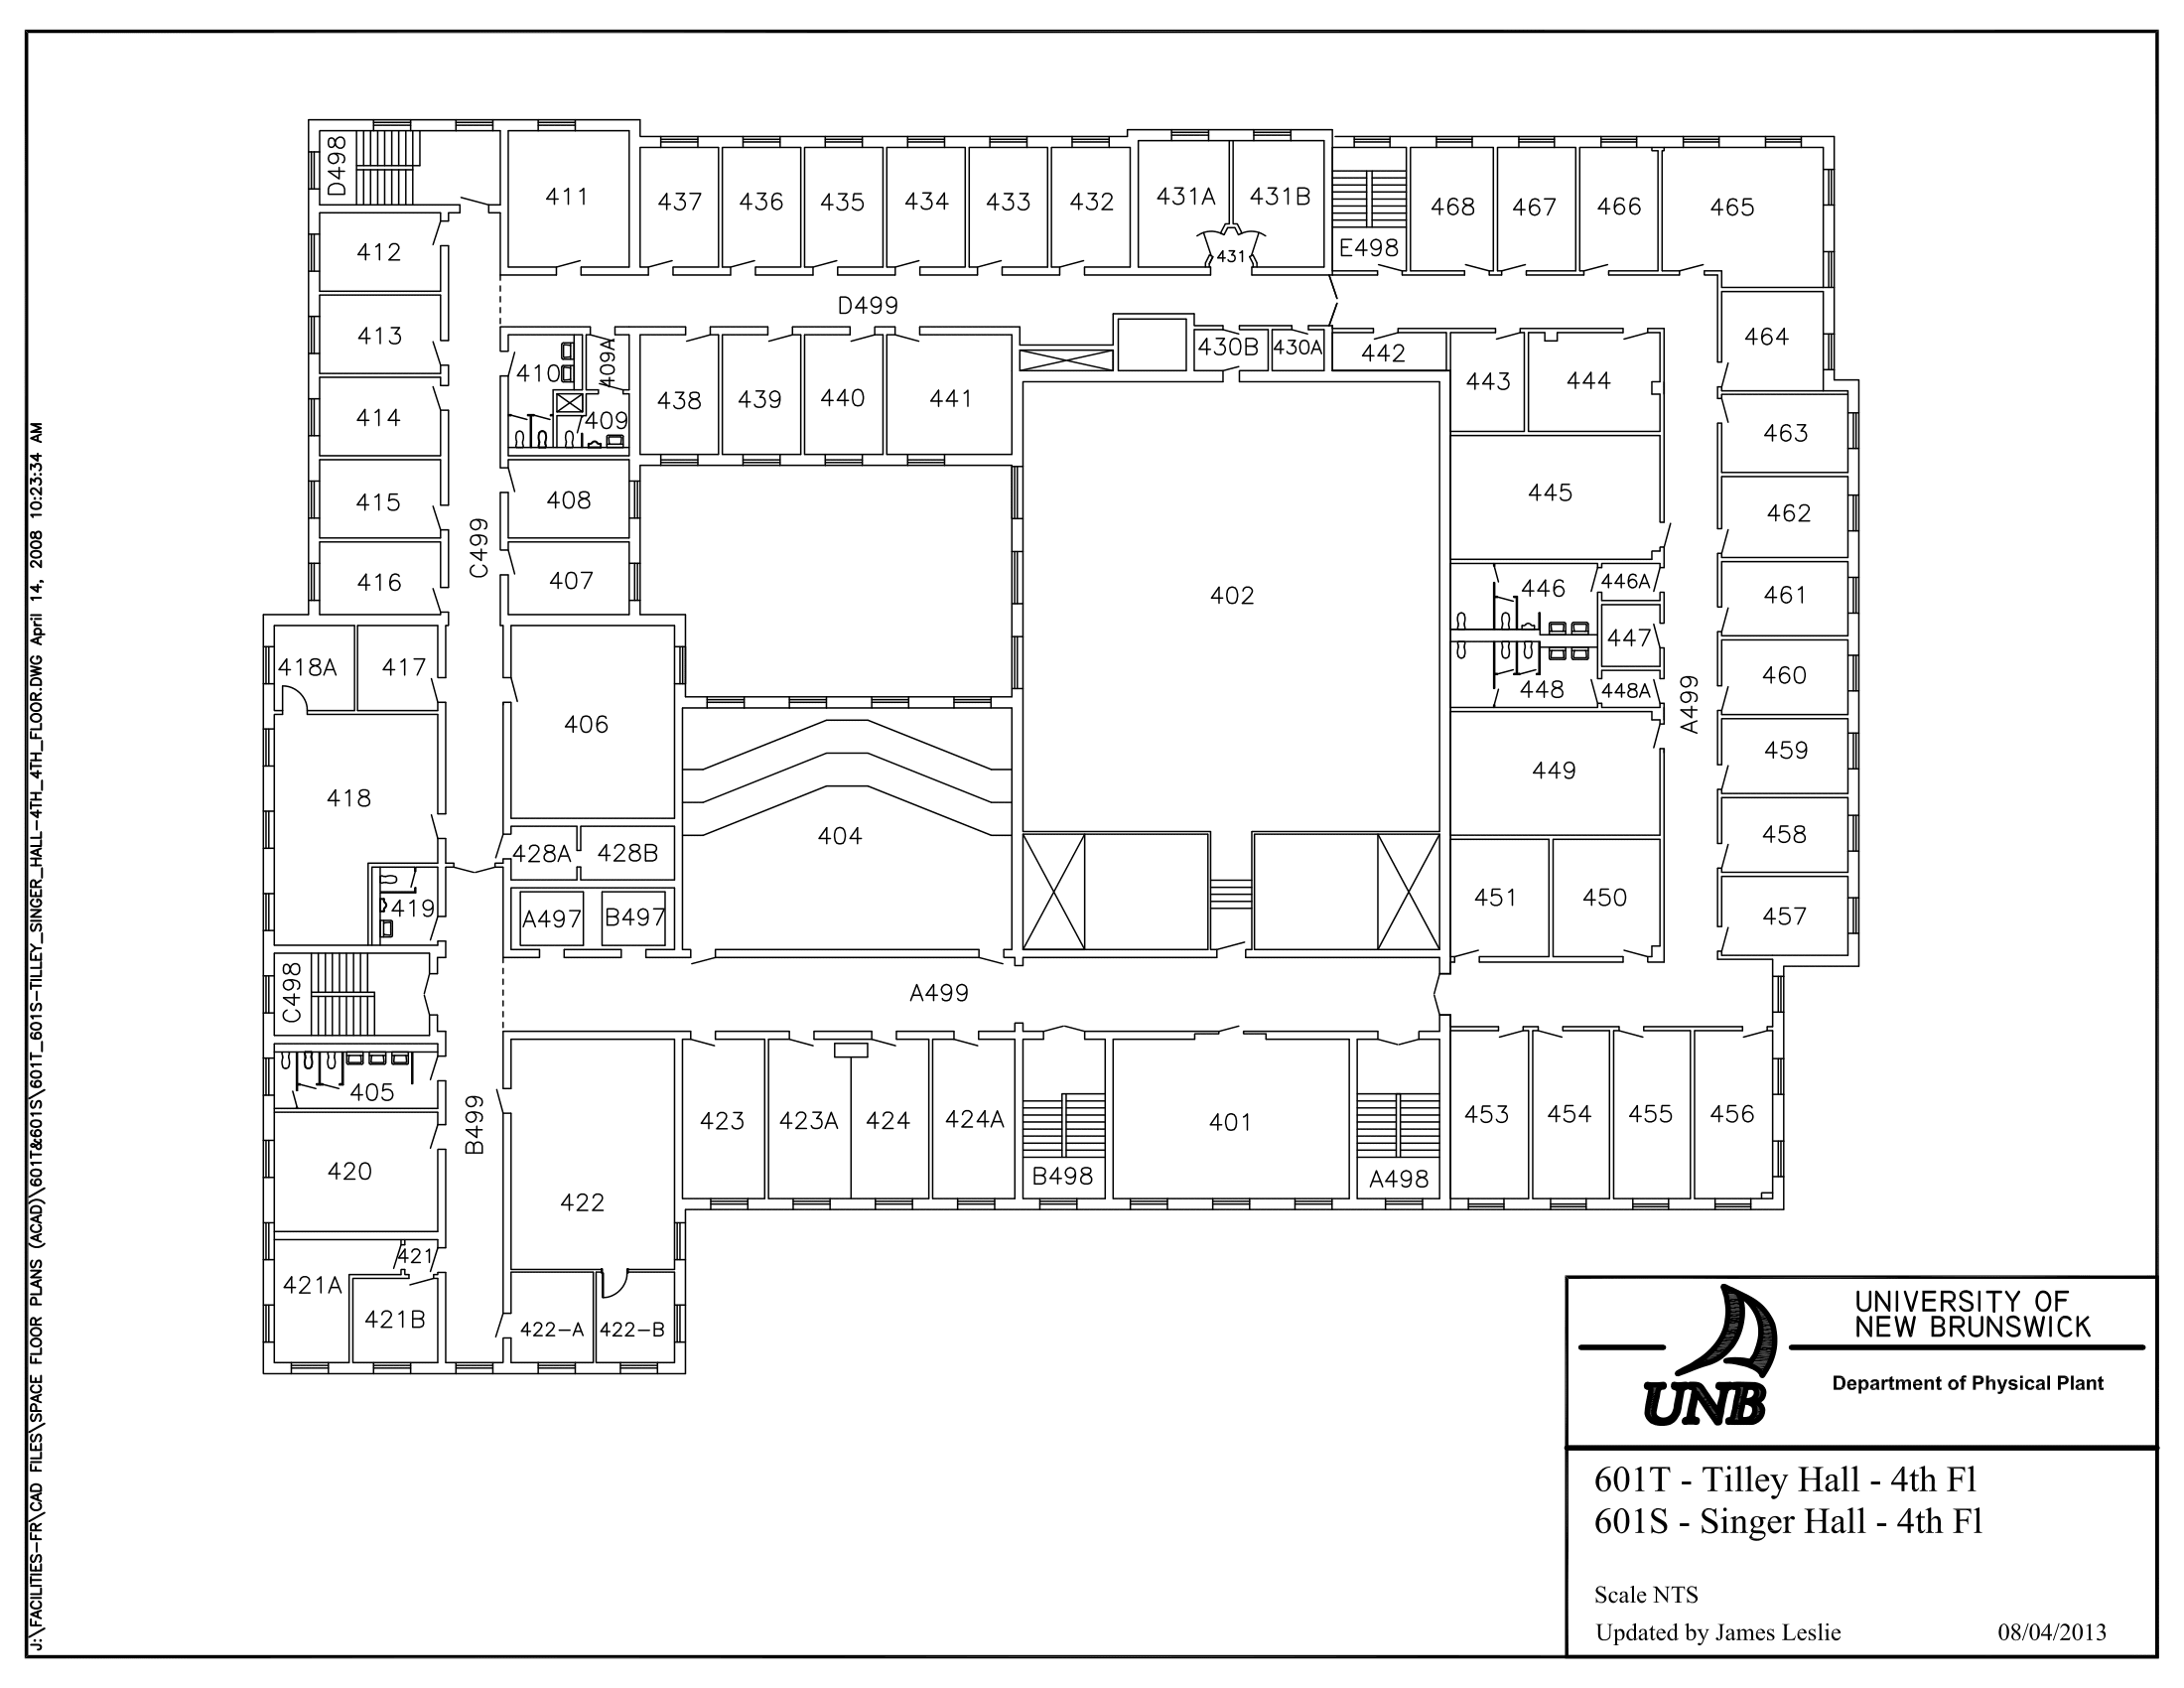 J:\FACILITIES-FR\CAD FILES\SPACE FLOOR PLANS (ACAD)\601T&601S\601T_601S-TILLEY_SINGER_HALL-4TH_4TH_FLOOR.DWG April 14, 2008 10:23:34 AM
D498
411
437
436
435
434
433
432
431A
431B
431
E498
468
467
466
465
412
D499
413
410
409A
409
438
439
440
441
430B
430A
442
443
444
464
414
463
415
C499
408
445
462
416
407
402
446
446A
461
418A
417
447
460
448
448A
A499
406
418
404
449
459
428A
428B
458
419
A497
B497
451
450
457
C498
A499
405
B499
420
422
423
423A
424
424A
B498
401
A498
453
454
455
456
421
421A
421B
422-A
422-B
UNIVERSITY OF
NEW BRUNSWICK
Department of Physical Plant
UNB
601T - Tilley Hall - 4th Fl
601S - Singer Hall - 4th Fl
Scale NTS
Updated by James Leslie 08/04/2013